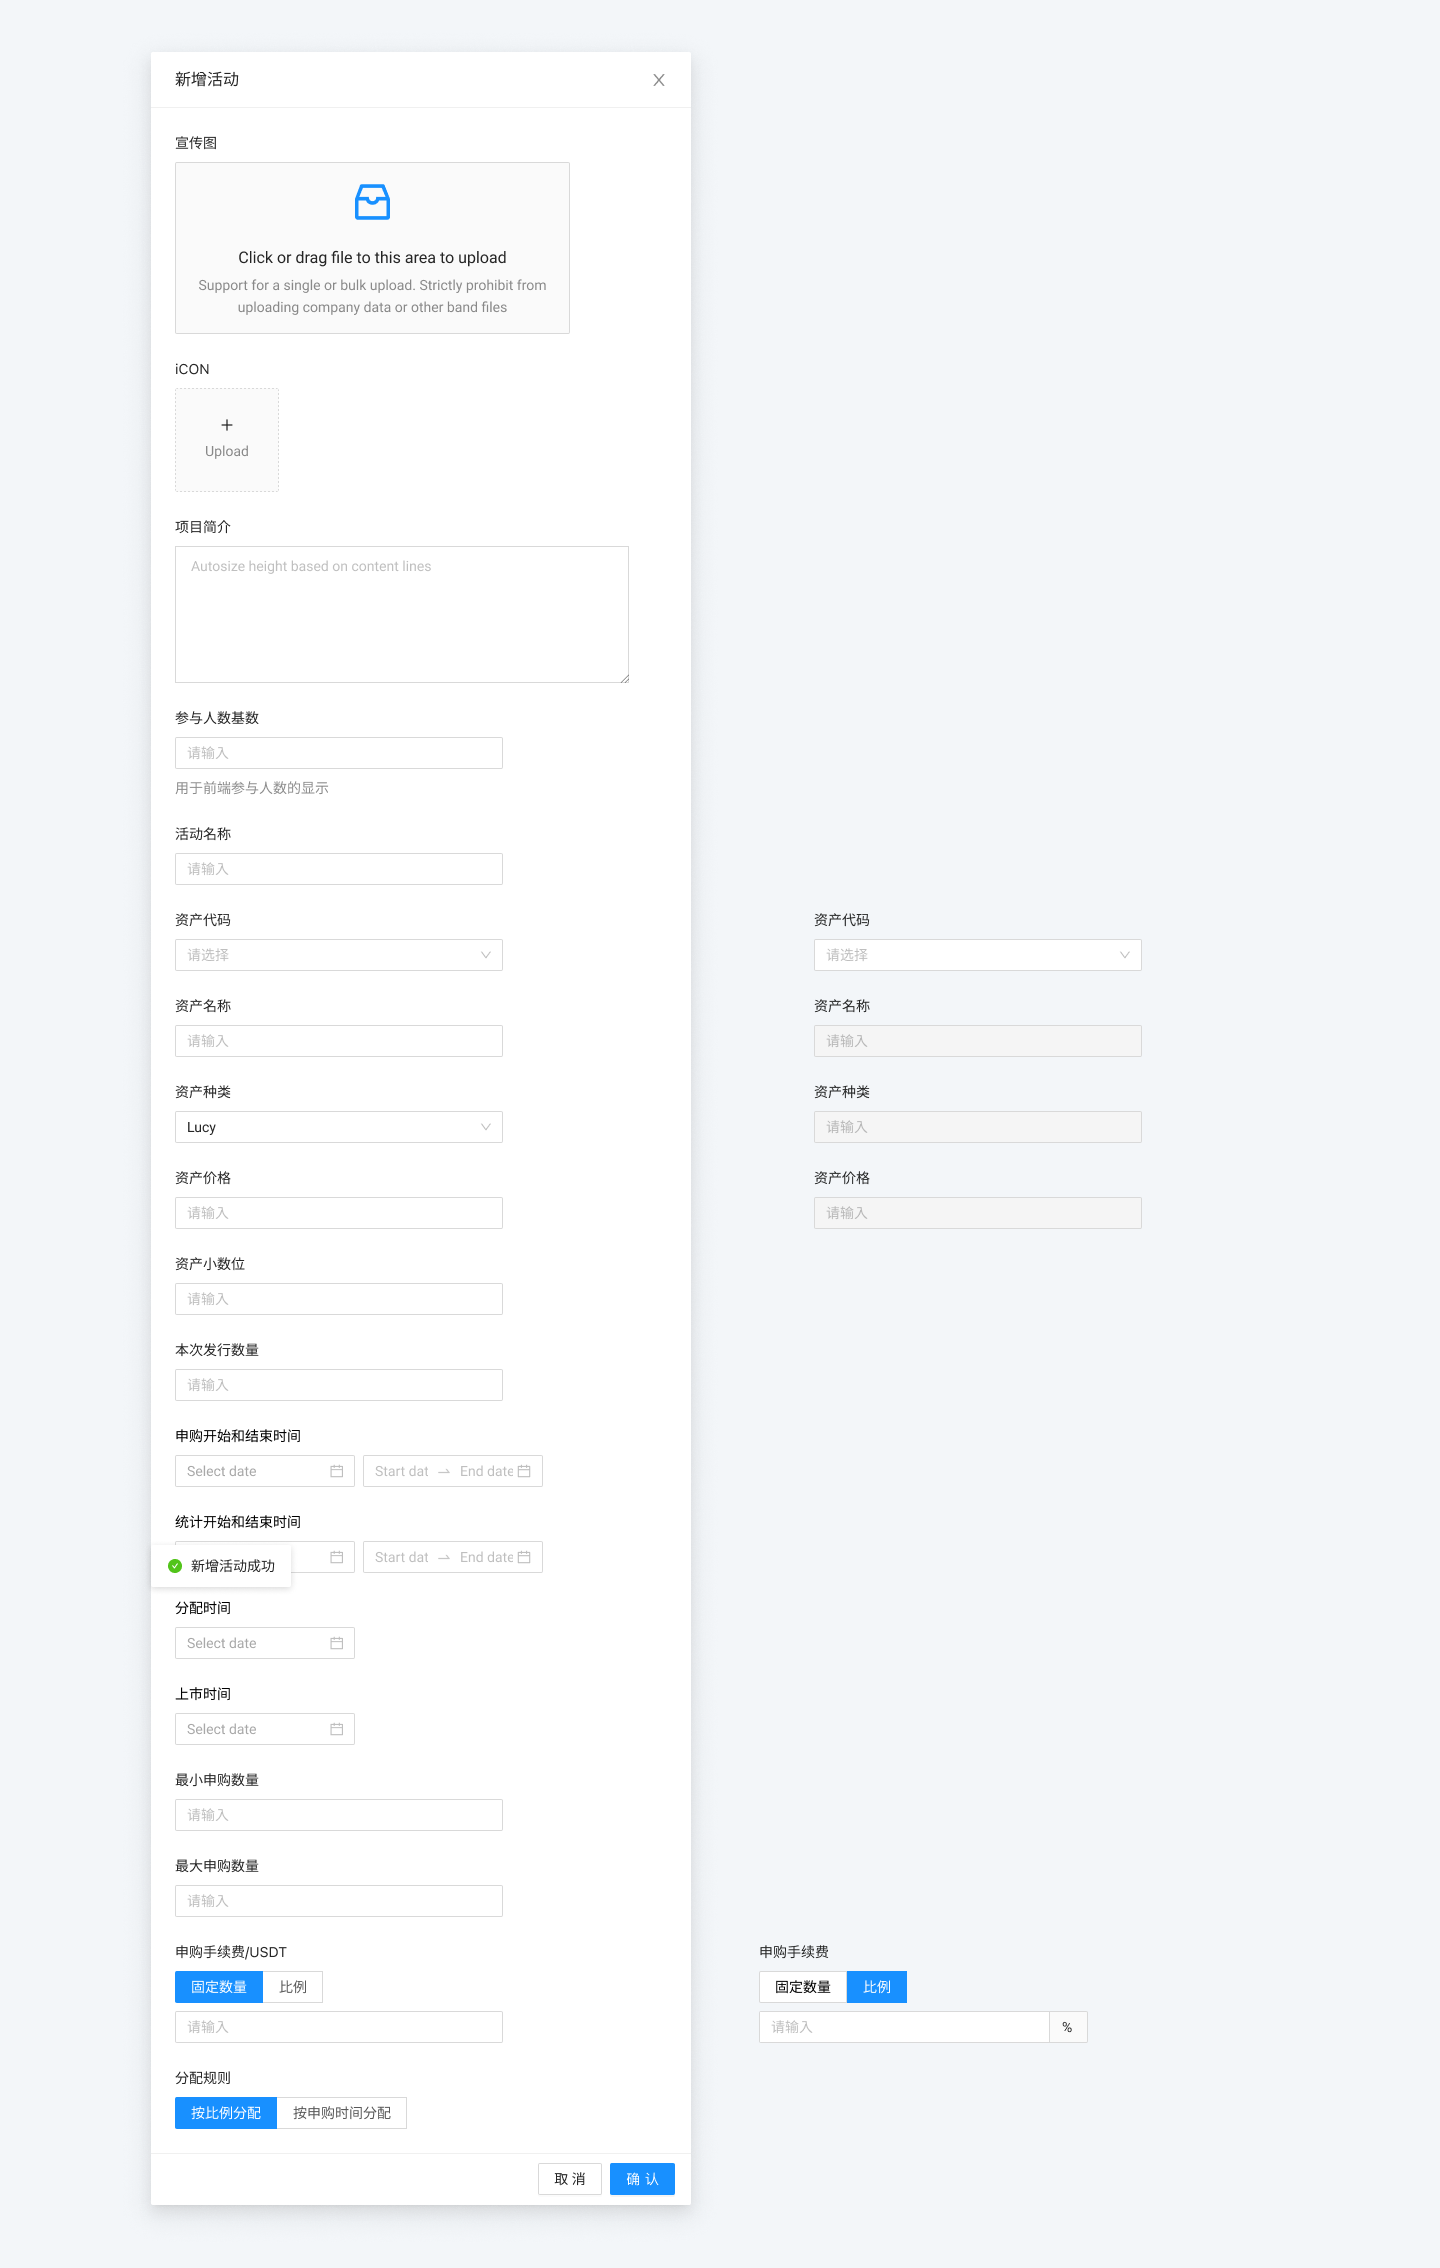 新增活动
宣传图
Click or drag file to this area to upload
Support for a single or bulk upload. Strictly prohibit from
uploading company data or other band files
iCON
Upload
项目简介
Autosize height based on content lines
参与人数基数
请输入
用于前端参与人数的显示
活动名称
请输入
资产代码
请选择
资产名称
请输入
资产种类
Lucy
资产价格
请输入
资产小数位
请输入
本次发行数量
请输入
申购开始和结束时间
Select date
Start dat
End date
统计开始和结束时间
Start dat
End date
新增活动成功
分配时间
Select date
上市时间
Select date
最小申购数量
请输入
最大申购数量
请输入
申购手续费/USDT
固定数量 比例
请输入
分配规则
按比例分配 按申购时间分配
取 消 确 认
资产代码
请选择
资产名称
请输入
资产种类
请输入
资产价格
请输入
申购手续费
固定数量 比例
请输入 %